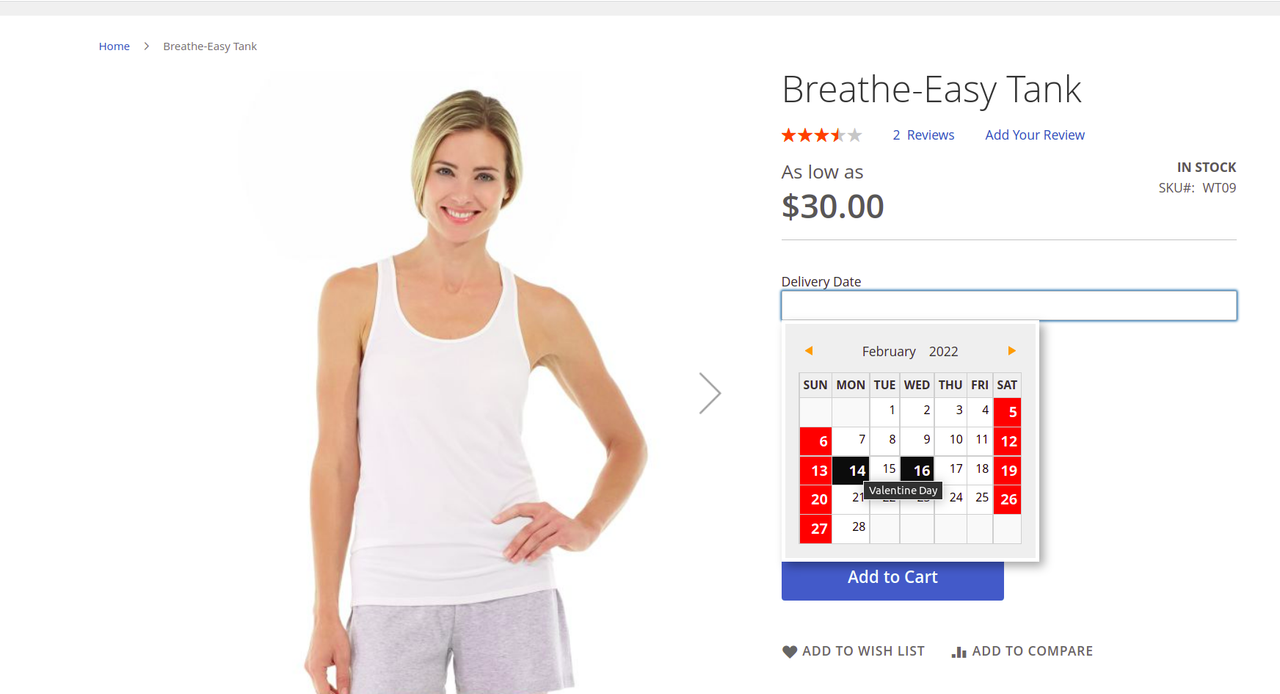 Home > Breathe-Easy Tank
Breathe-Easy Tank
2 Reviews Add Your Review
As low as
$30.00
IN STOCK
SKU#: WT09
Delivery Date
February 2022
SUN MON TUE WED THU FRI SAT
1 2 3 4 5
6 7 8 9 10 11 12
13 14 15 16 17 18 19
Valentine Day
20 21 24 25 26
27 28
Add to Cart
ADD TO WISH LIST ADD TO COMPARE